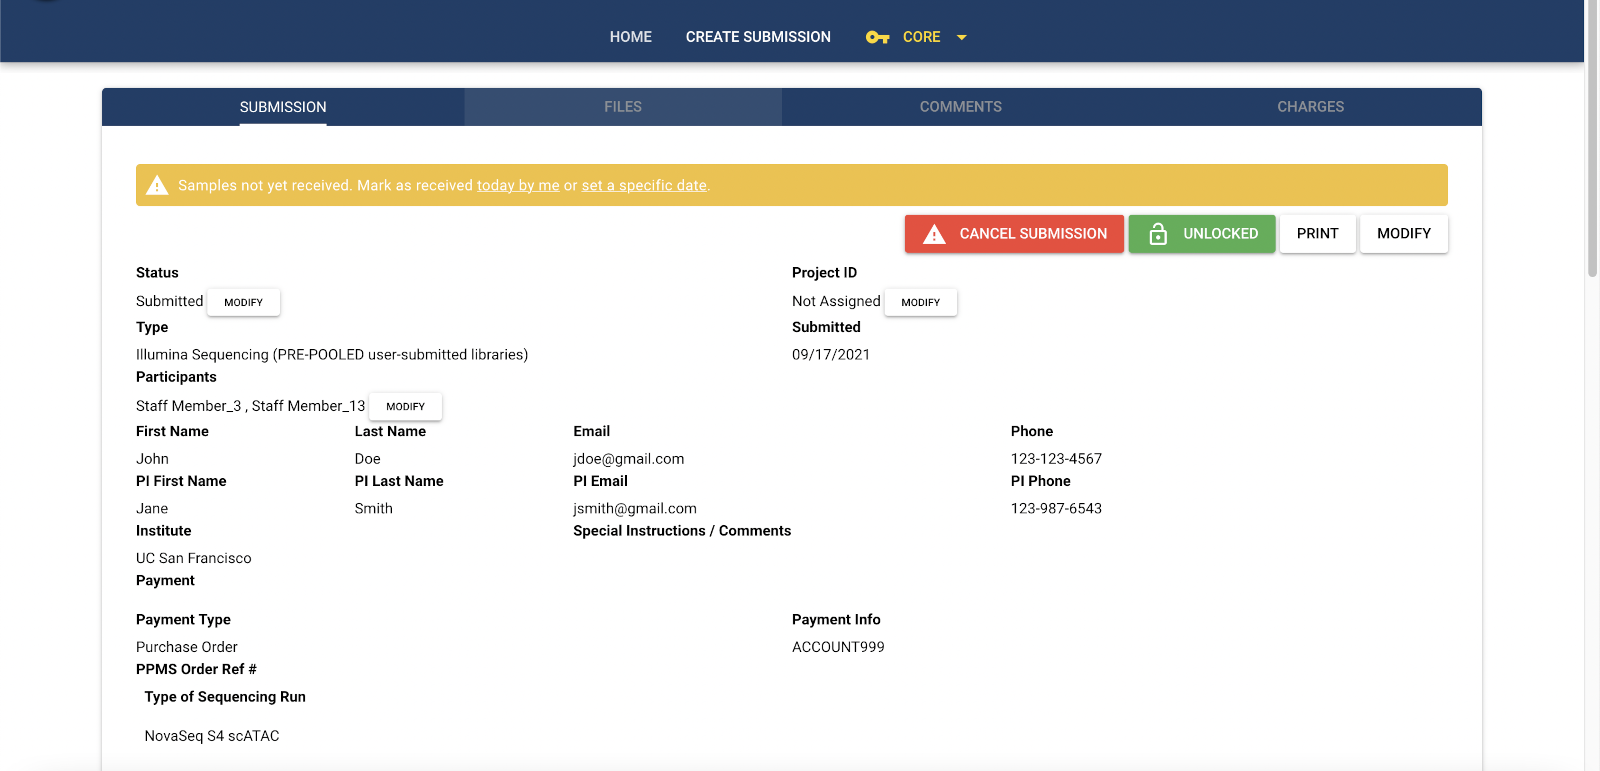 HOME CREATE SUBMISSION CORE
SUBMISSION FILES COMMENTS CHARGES
Samples not yet received. Mark as received today by me or set a specific date.
CANCEL SUBMISSION UNLOCKED PRINT MODIFY
Status Project ID
Submitted MODIFY Not Assigned MODIFY
Type Submitted
Illumina Sequencing (PRE-POOLED user-submitted libraries) 09/17/2021
Participants
Staff Member_3 , Staff Member_13 MODIFY
First Name Last Name Email Phone
John Doe jdoe@gmail.com 123-123-4567
PI First Name PI Last Name PI Email PI Phone
Jane Smith jsmith@gmail.com 123-987-6543
Institute Special Instructions / Comments
UC San Francisco
Payment
Payment Type Payment Info
Purchase Order ACCOUNT999
PPMS Order Ref #
Type of Sequencing Run
NovaSeq S4 scATAC